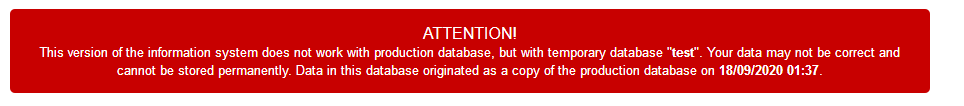 ATTENTION!
This version of the information system does not work with production database, but with temporary database "test". Your data may not be correct and
cannot be stored permanently. Data in this database originated as a copy of the production database on 18/09/2020 01:37.